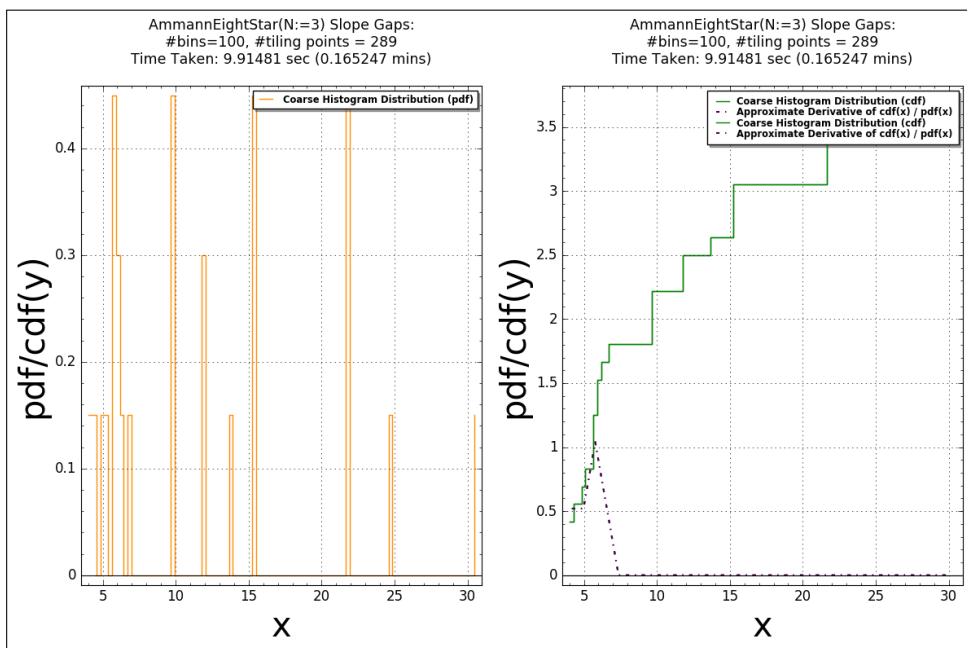 AmmannEightStar(N:=3) Slope Gaps:
#bins=100, #tiling points = 289
Time Taken: 9.91481 sec (0.165247 mins)
Coarse Histogram Distribution (pdf)
0.4
0.3
0.2
0.1
0
pdf/cdf(y)
5
10
15
20
25
30
x
AmmannEightStar(N:=3) Slope Gaps:
#bins=100, #tiling points = 289
Time Taken: 9.91481 sec (0.165247 mins)
Coarse Histogram Distribution (cdf)
Approximate Derivative of cdf(x) / pdf(x)
Coarse Histogram Distribution (cdf)
Approximate Derivative of cdf(x) / pdf(x)
3.5
3
2.5
2
1.5
1
0.5
0
pdf/cdf(y)
5
10
15
20
25
30
x